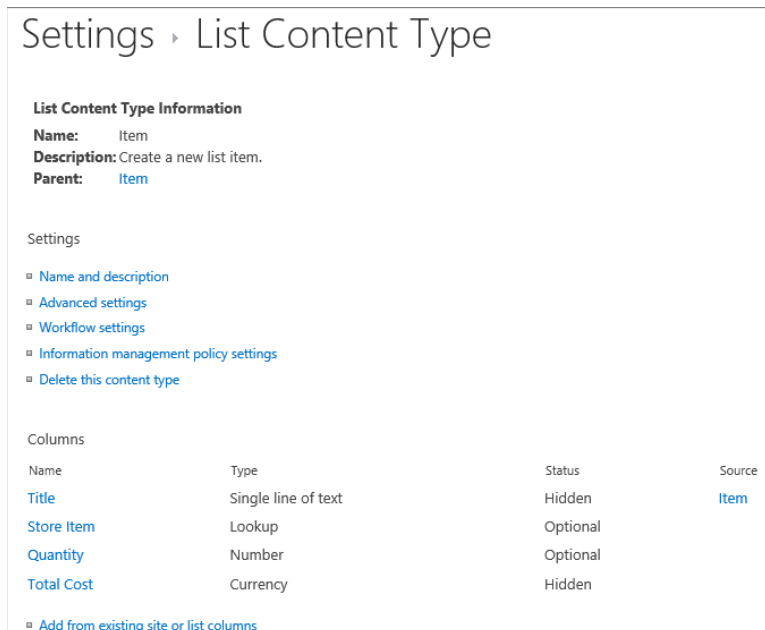 Settings › List Content Type
List Content Type Information
Name: Item
Description: Create a new list item.
Parent: Item
Settings
Name and description
Advanced settings
Workflow settings
Information management policy settings
Delete this content type
Columns
Name Type Status Source
Title Single line of text Hidden Item
Store Item Lookup Optional
Quantity Number Optional
Total Cost Currency Hidden
Add from existing site or list columns